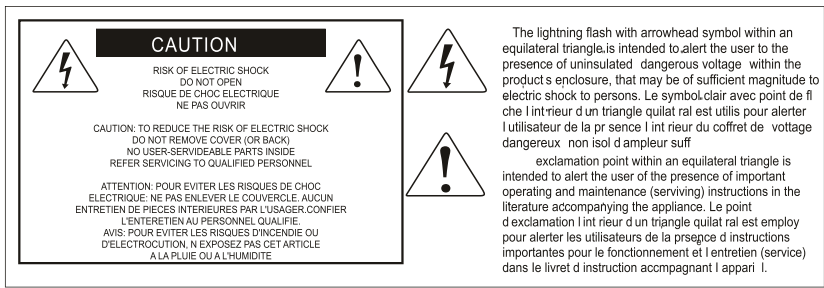 CAUTION
RISK OF ELECTRIC SHOCK
DO NOT OPEN
RISQUE DE CHOC ELECTRIQUE
NE PAS OUVRIR
CAUTION: TO REDUCE THE RISK OF ELECTRIC SHOCK
DO NOT REMOVE COVER (OR BACK)
NO USER-SERVIDEABLE PARTS INSIDE
REFER SERVICING TO QUALIFIED PERSONNEL
ATTENTION: POUR EVITER LES RISQUES DE CHOC
ELECTRIQUE: NE PAS ENLEVER LE COUVERCLE. AUCUN
ENTRETIEN DE PIECES INTERIEURES PAR L'USAGER.CONFIER
L'ENTERETIEN AU PERSONNEL QUALIFIE.
AVIS: POUR EVITER LES RISQUES D'INCENDIE OU
D'ELECTROCUTION, N EXPOSEZ PAS CET ARTICLE
A LA PLUIE OU A L'HUMIDITE
The lightning flash with arrowhead symbol within an
equilateral triangle.is intended to.alert the user to the
presence of uninsulated dangerous voltage within the
product s enclosure, that may be of sufficient magnitude to
electric shock to persons. Le symbol.clair avec point de fl
che l int rieur d un triangle quilat ral est utilis pour alerter
l utilisateur de la pr sence l int rieur du coffret de vottage
dangereux non isol d ampleur suff
exclamation point within an equilateral triangle is
intended to alert the user of the presence of important
operating and maintenance (serviving) instructions in the
literature accompanying the appliance. Le point
d exclamation l int rieur d un triangle quilat ral est employ
pour alerter les utilisateurs de la prsence d instructions
importantes pour le fonctionnement et l entretien (service)
dans le livret d instruction accmpagnant l appari l.